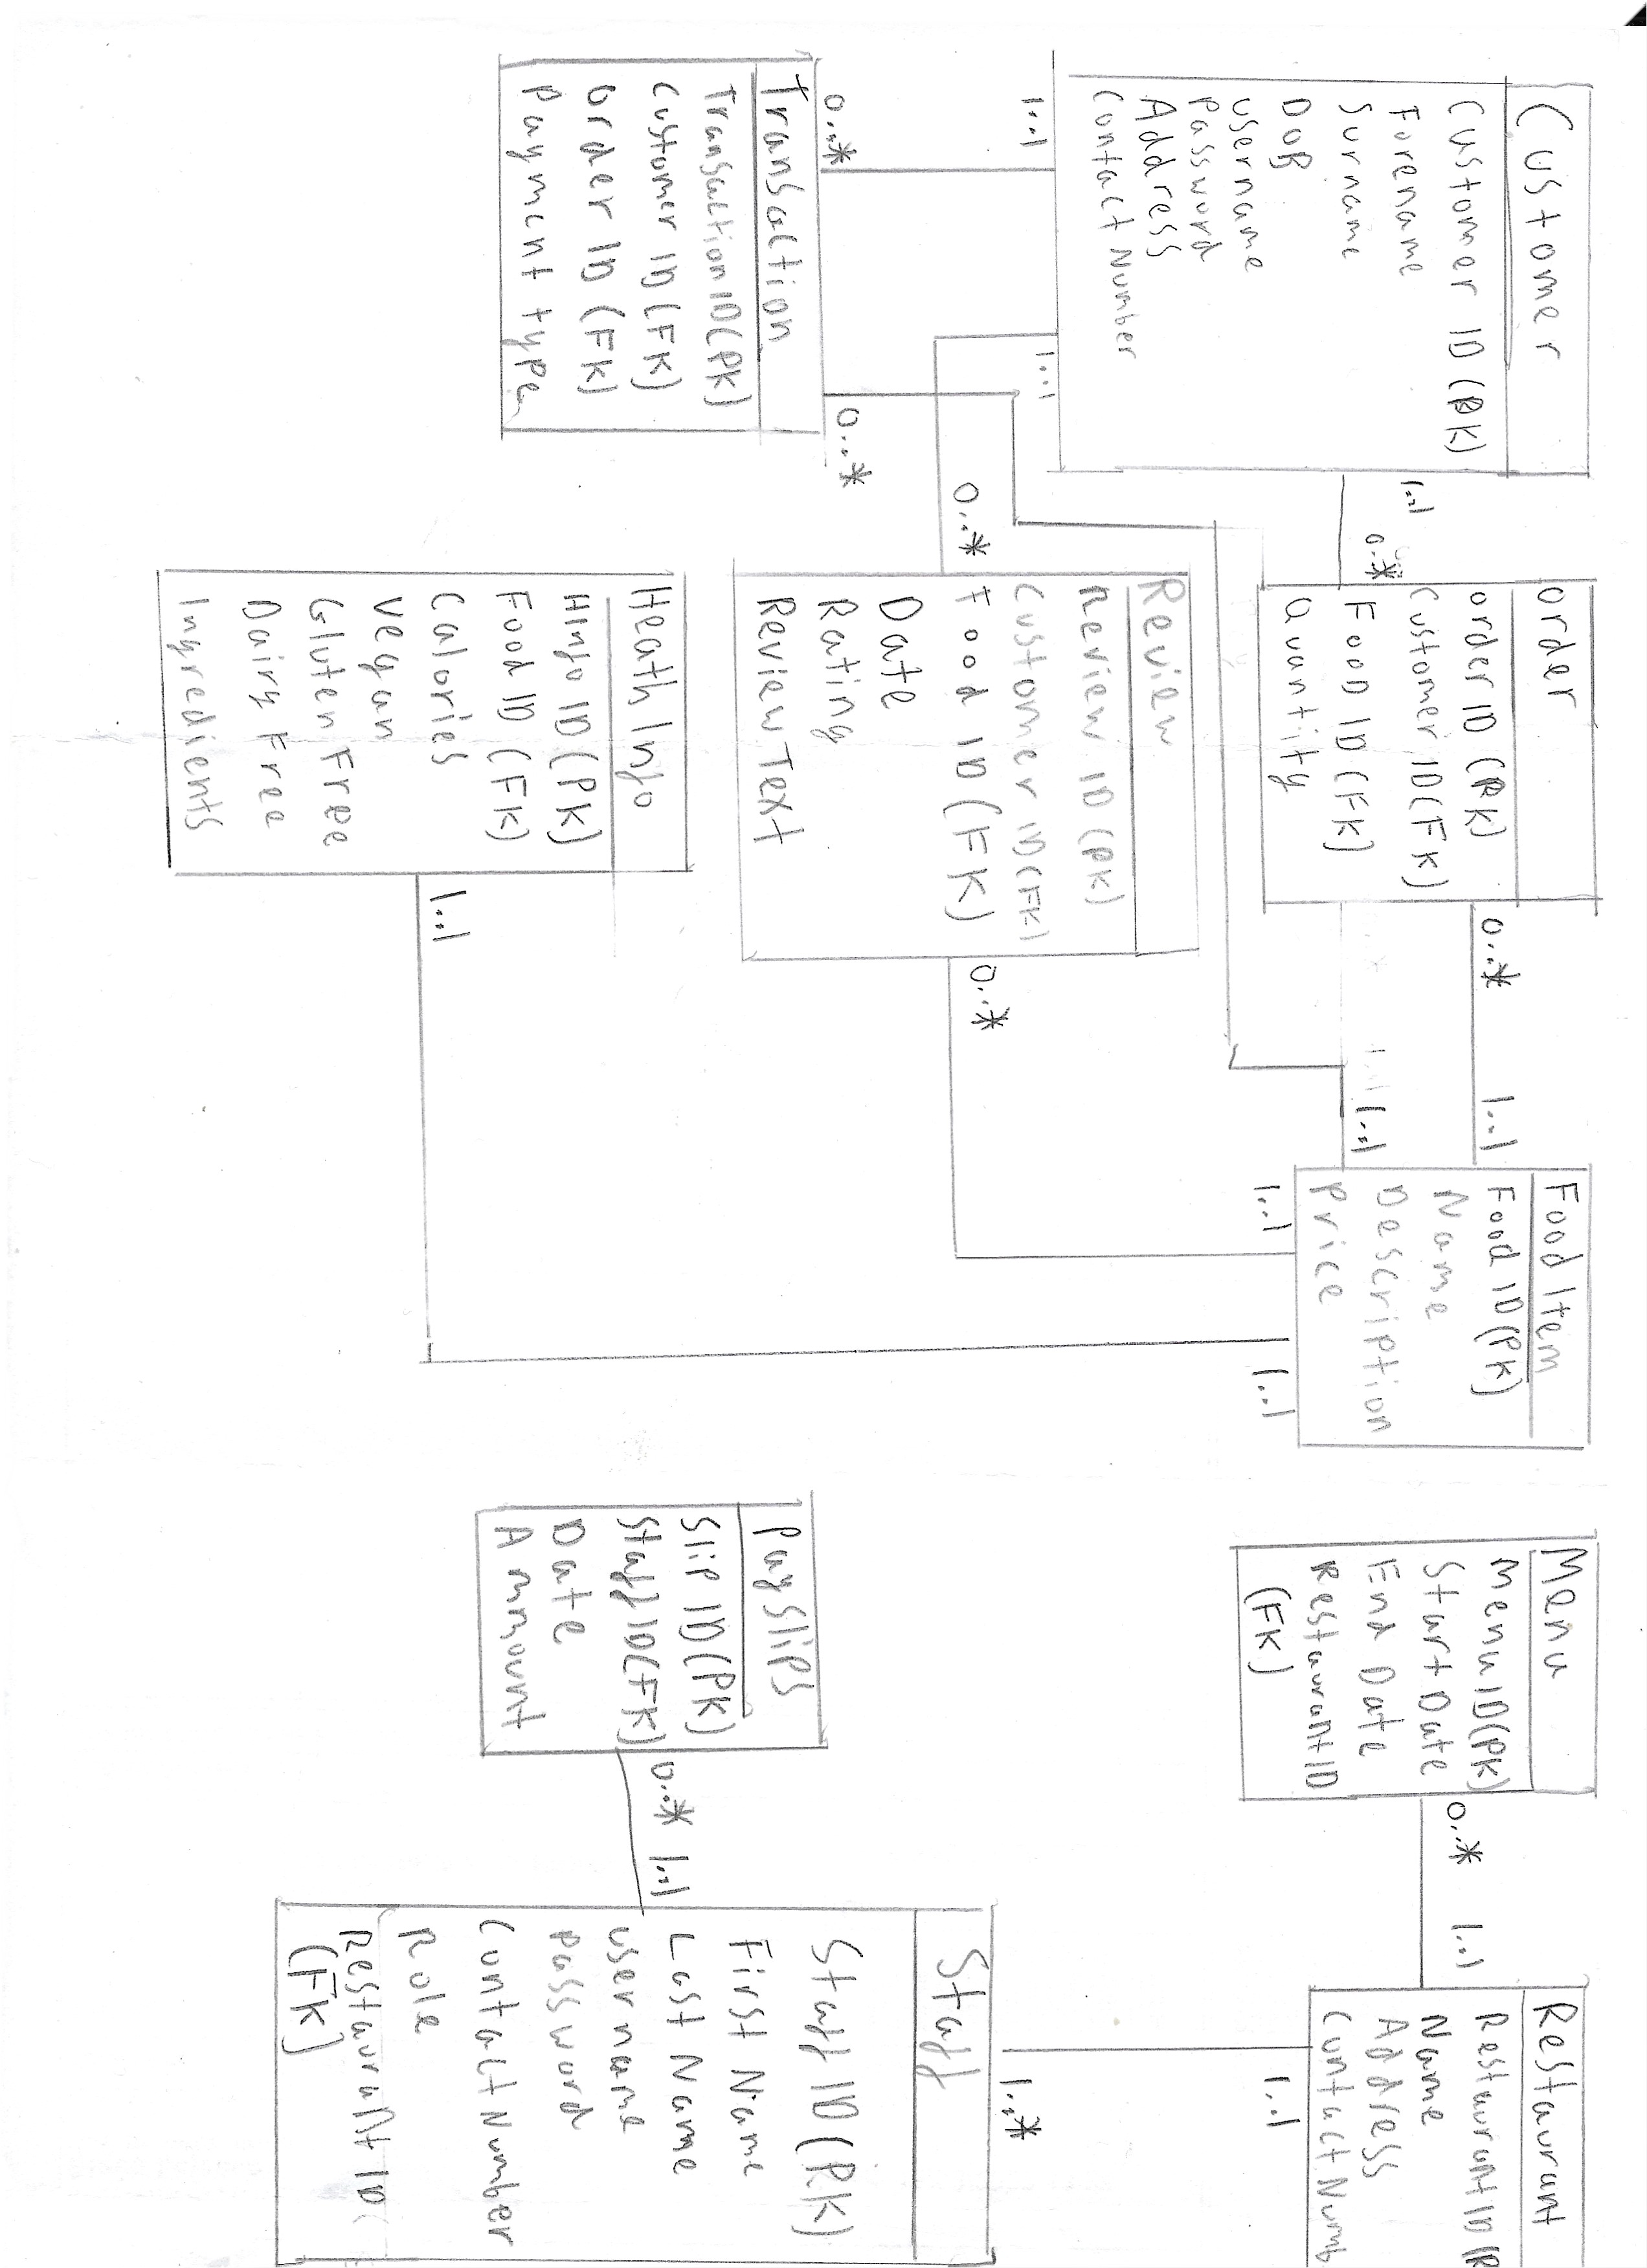 Customer
Customer ID (PK)
Forename
Surname
DoB
username
Password
Address
Contact Number
1..1
0..*
1..1
1..1
order
order ID (PK)
Customer ID (FK)
Food ID (FK)
Quantity
0..*
1..1
1..1
Food Item
Food ID (PK)
Name
Description
Price
1..1
1..1
Menu
Menu ID (PK)
Start Date
End Date
Restaurant ID
(FK)
0..*
1..1
Restaurant
Restaurant ID (P
Name
Address
Contact Numb
1..1
1..*
Review
Review ID (PK)
Customer ID (FK)
Food ID (FK)
Date
Rating
Review Text
0..*
0..*
0..*
0..*
Transaction
Transaction ID (PK)
Customer ID (FK)
Order ID (FK)
Payment type
Heath Info
HInfo ID (PK)
Food ID (FK)
Calories
Vegan
Gluten Free
Dairy Free
Ingredients
1..1
Payslips
Slip ID (PK)
Staff ID (FK)
Date
Ammount
0..*
1..1
Staff
Staff ID (PK)
First Name
Last Name
username
Password
Contact Number
Role
Restaurant ID
(FK)